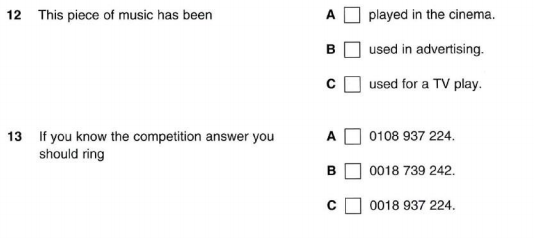 12 This piece of music has been
A played in the cinema.
B used in advertising.
C used for a TV play.
13 If you know the competition answer you
should ring
A 0108 937 224.
B 0018 739 242.
C 0018 937 224.